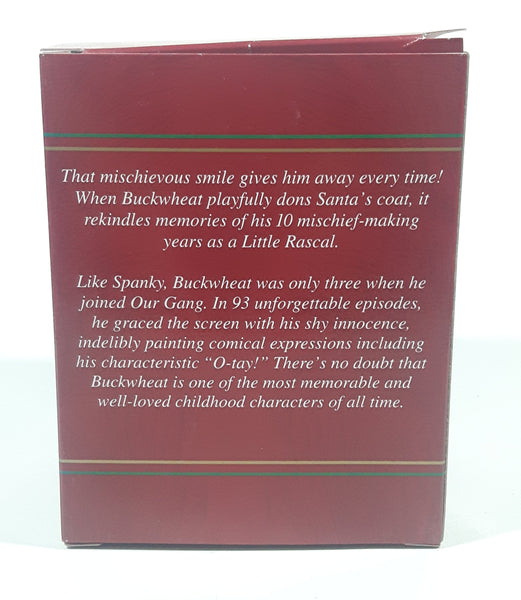 That mischievous smile gives him away every time!
When Buckwheat playfully dons Santa's coat, it
rekindles memories of his 10 mischief-making
years as a Little Rascal.
Like Spanky, Buckwheat was only three when he
joined Our Gang. In 93 unforgettable episodes,
he graced the screen with his shy innocence,
indelibly painting comical expressions including
his characteristic “O-tay!” There's no doubt that
Buckwheat is one of the most memorable and
well-loved childhood characters of all time.